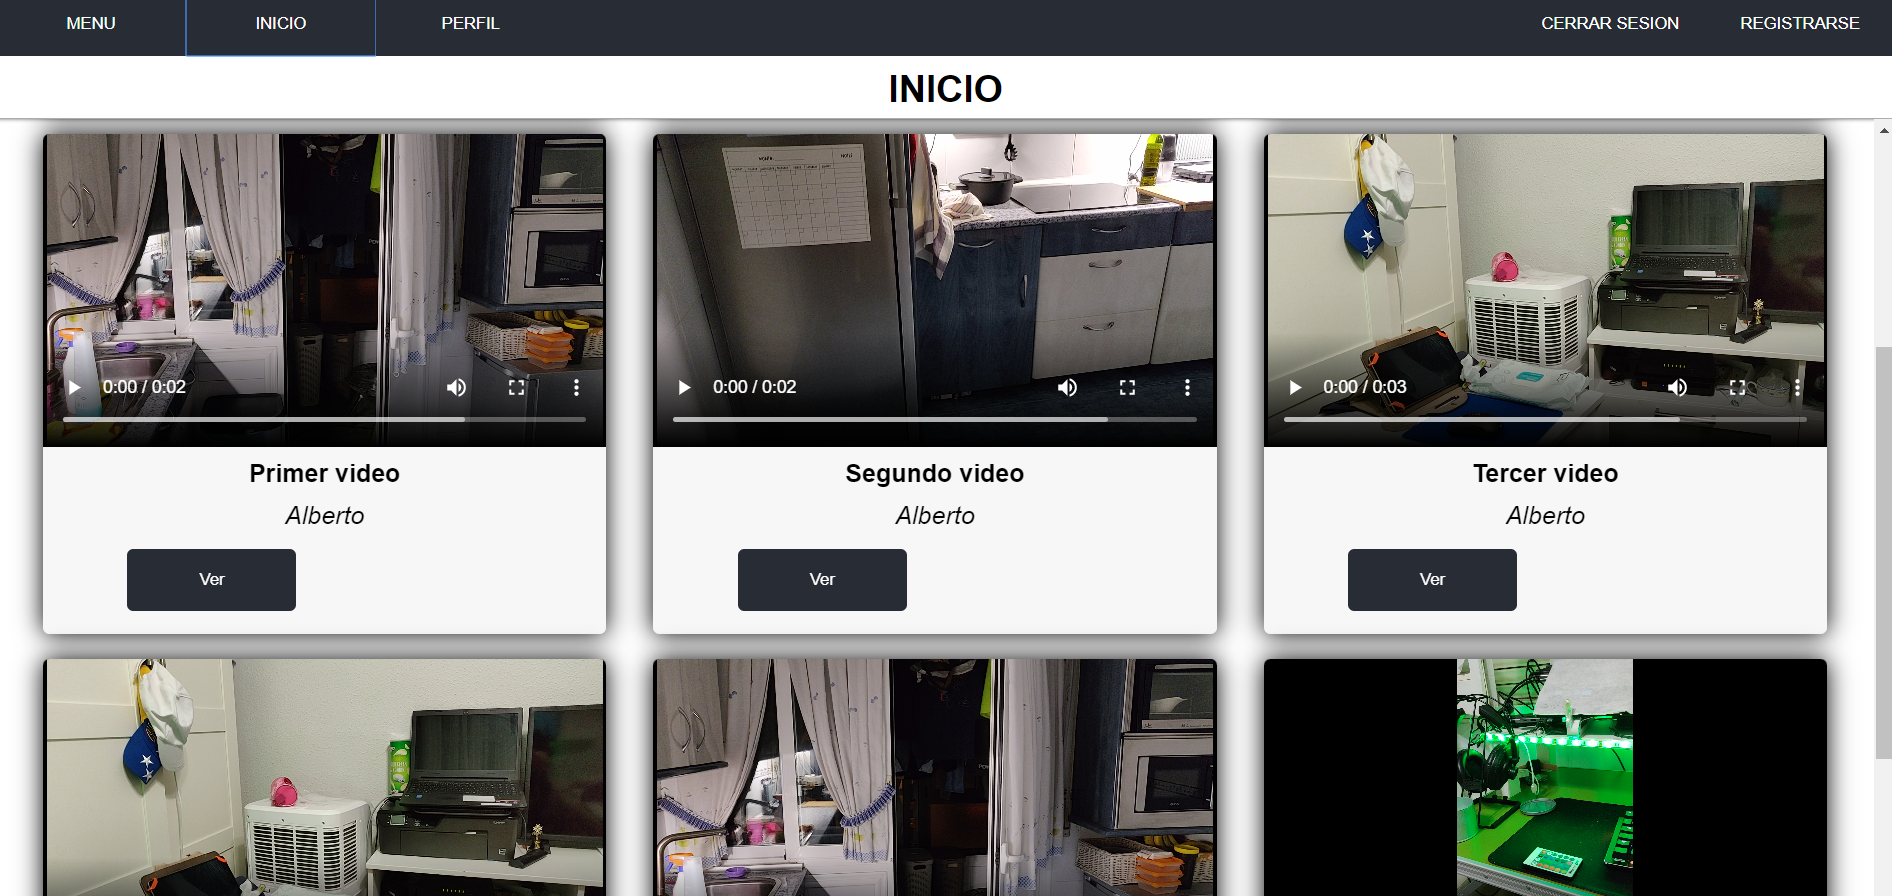 MENU
INICIO
PERFIL
CERRAR SESION
REGISTRARSE
INICIO
0:00 / 0:02
0:00 / 0:02
0:00 / 0:03
Primer video
Segundo video
Tercer video
Alberto
Alberto
Alberto
Ver
Ver
Ver